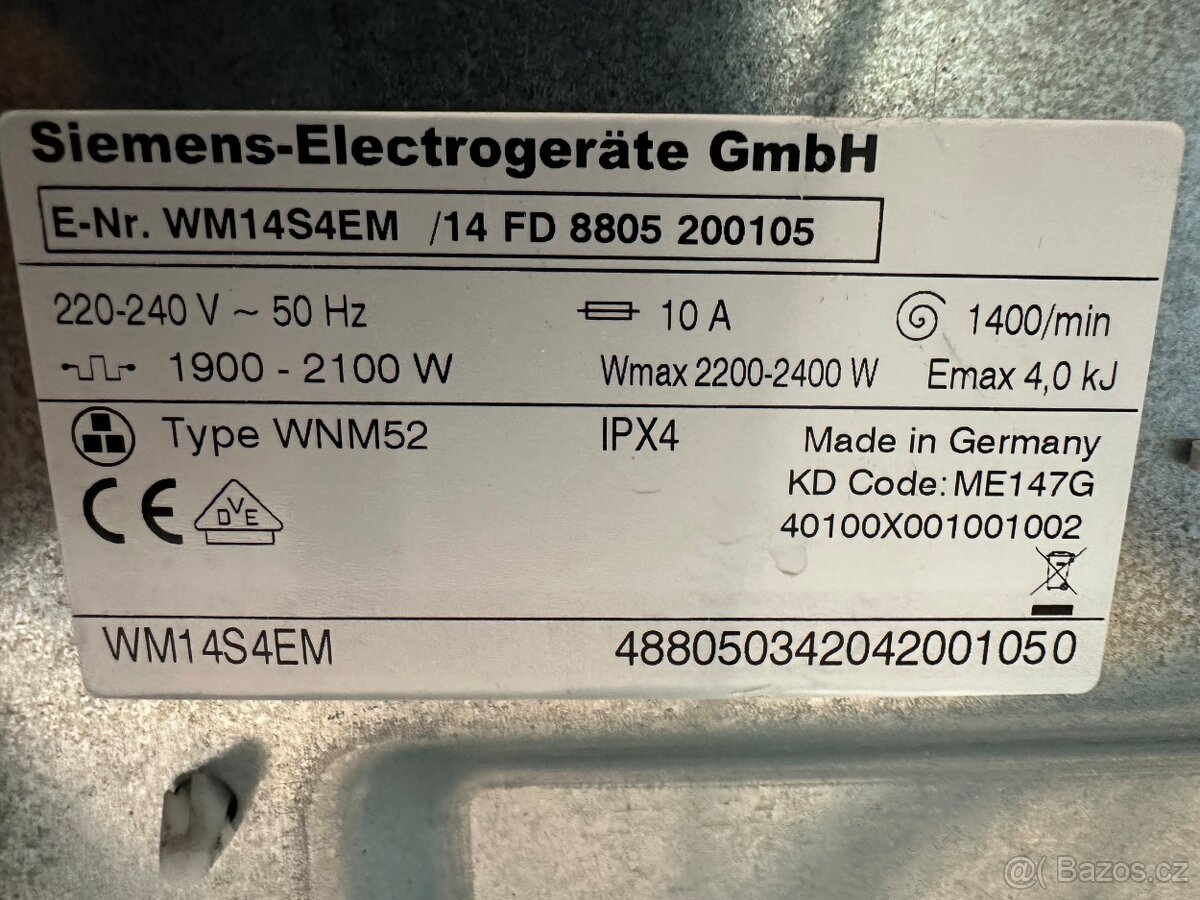 Siemens-Electrogeräte GmbH
E-Nr. WM14S4EM /14 FD 8805 200105
220-240 V ~ 50 Hz 10 A 1400/min
1900 - 2100 W Wmax 2200-2400 W Emax 4,0 kJ
Type WNM52 IPX4 Made in Germany
KD Code: ME147G
CE DVE
40100X001001002
WM14S4EM 488050342042001050
@( Bazos.cz